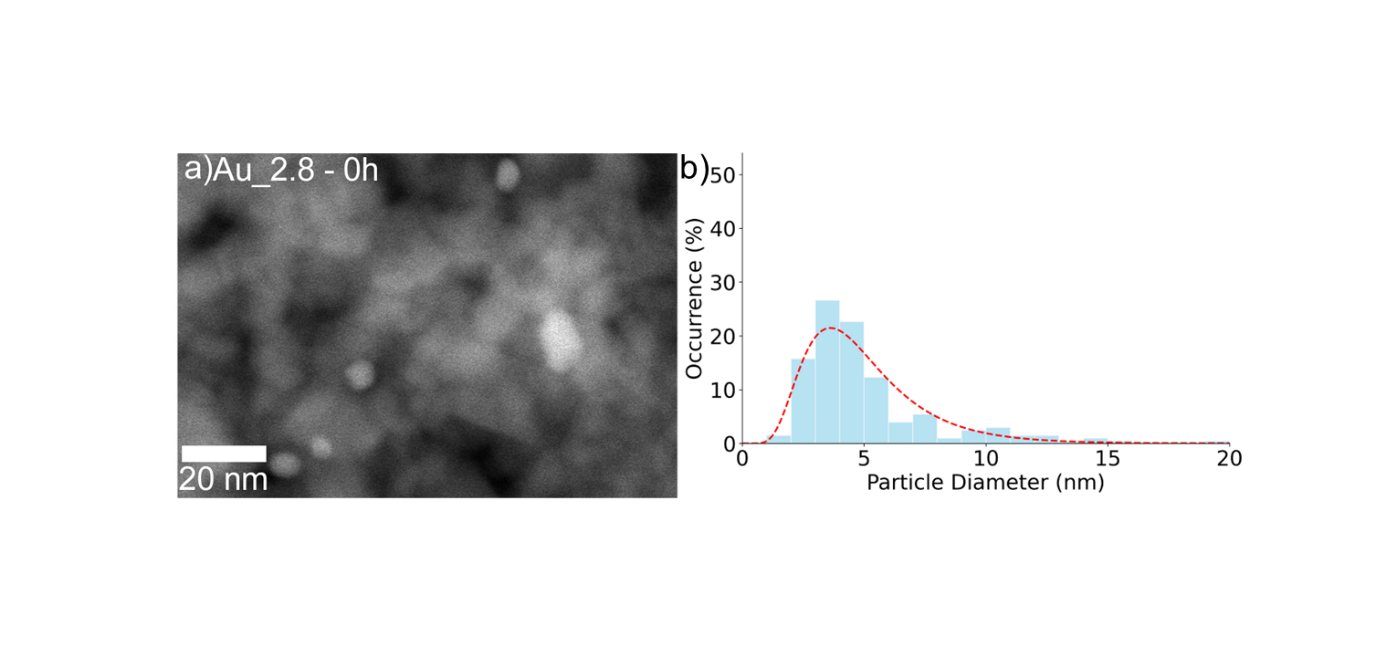 a)Au_2.8 - 0h
20 nm
b)
50
40
30
20
10
0
Occurrence (%)
0 5 10 15 20
Particle Diameter (nm)